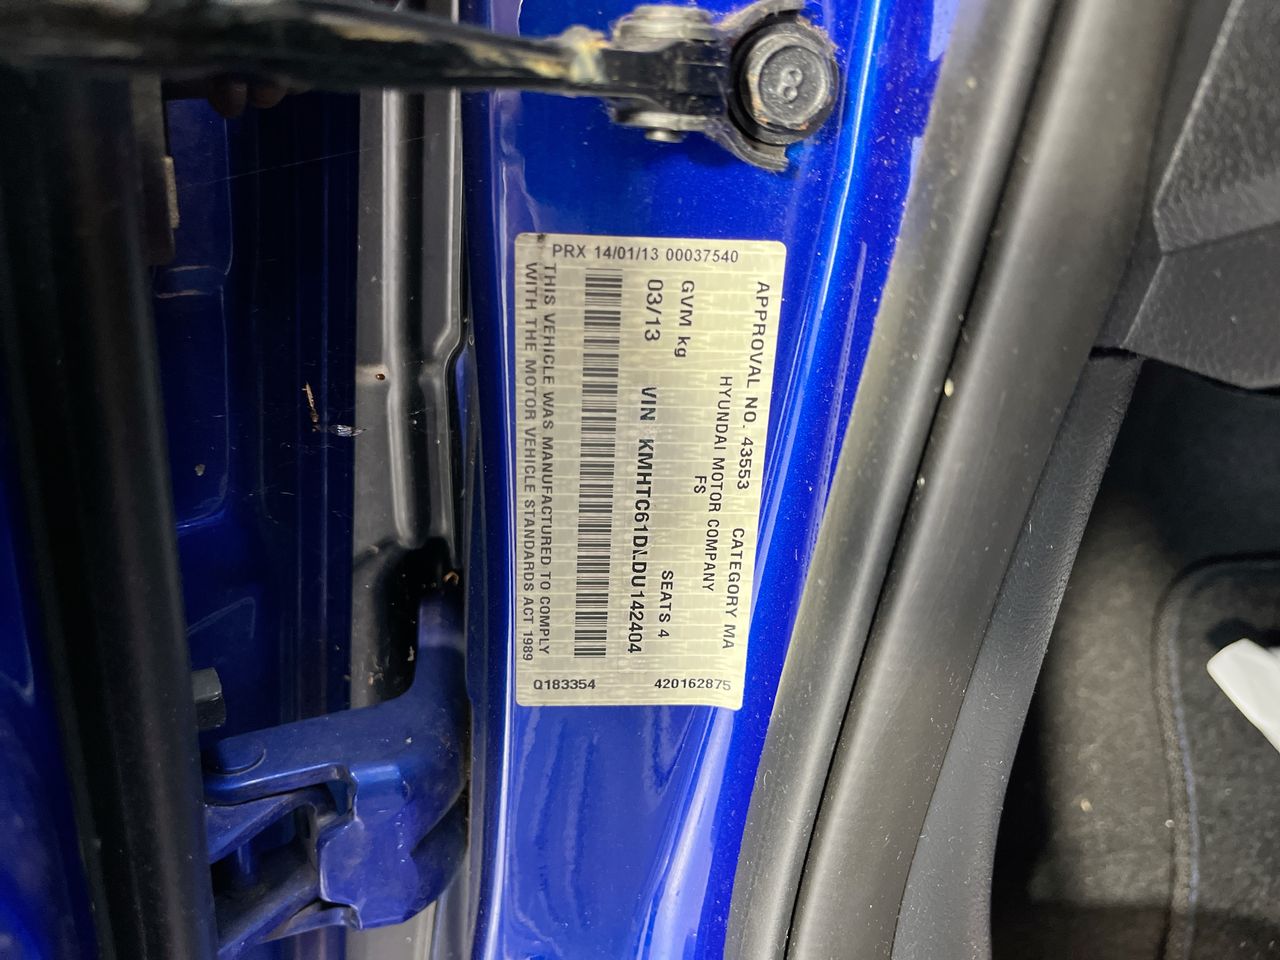 PRX 14/01/13 00037540
APPROVAL NO. 43553 CATEGORY MA
HYUNDAI MOTOR COMPANY
FS
GVM kg SEATS 4
03/13 VIN
THIS VEHICLE WAS MANUFACTURED TO COMPLY
WITH THE MOTOR VEHICLE STANDARDS ACT 1989
Q183354 420162875
8